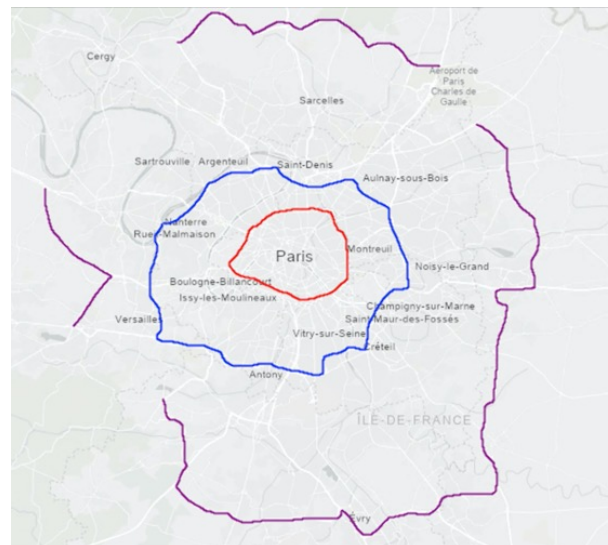 Cergy
Aéroport de
Paris
Charles de
Gaulle
Sarcelles
Sartrouville
Argenteuil
Saint-Denis
Aulnay-sous-Bois
Nanterre
Rueil-Malmaison
Paris
Montreuil
Noisy-le-Grand
Boulogne-Billancourt
Issy-les-Moulineaux
Champigny-sur-Marne
Versailles
Saint-Maur-des-Fossés
Vitry-sur-Seine
Créteil
Antony
ÎLE-DE-FRANCE
Évry